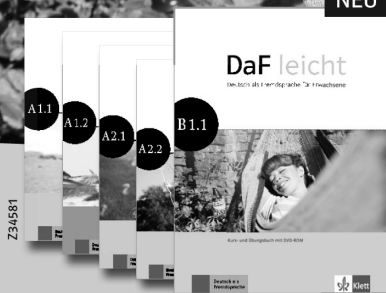 NEU
DaF leicht
Deutsch als Fremdsprache für Erwachsene
A1.1
A1.2
A2.1
A2.2
B1.1
Kurs- und Übungsbuch mit DVD-ROM
Deutsch als
Fremdsprache
Klett
Z34581